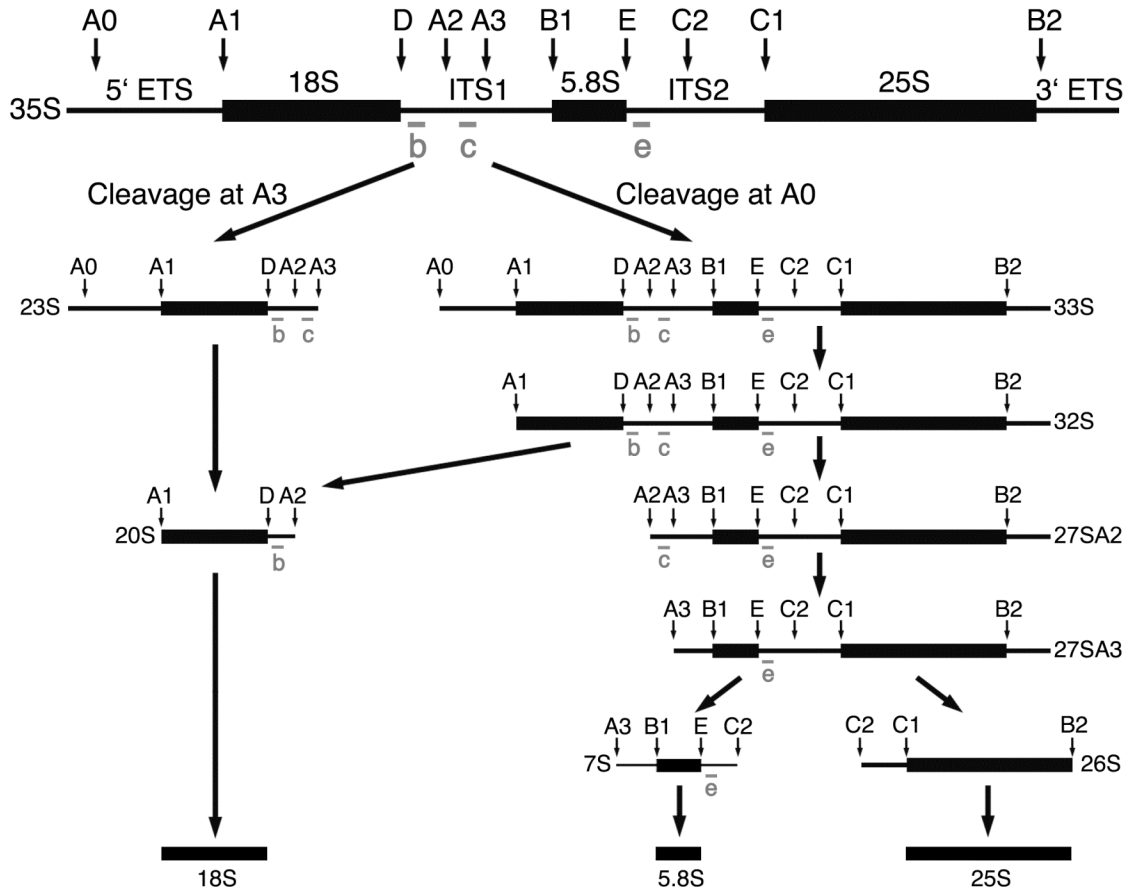 A0 A1 D A2 A3 B1 E C2 C1 B2
5‘ ETS 18S ITS1 5.8S ITS2 25S 3‘ ETS
35S
b c e
Cleavage at A3 Cleavage at A0
A0 A1 D A2 A3 A0 A1 D A2 A3 B1 E C2 C1 B2
23S 33S
b c b c e
A1 D A2 A3 B1 E C2 C1 B2
32S
b c e
A1 D A2 A2 A3 B1 E C2 C1 B2
20S 27SA2
b c e
A3 B1 E C2 C1 B2
27SA3
e
A3 B1 E C2 C2 C1 B2
7S 26S
e
18S 5.8S 25S